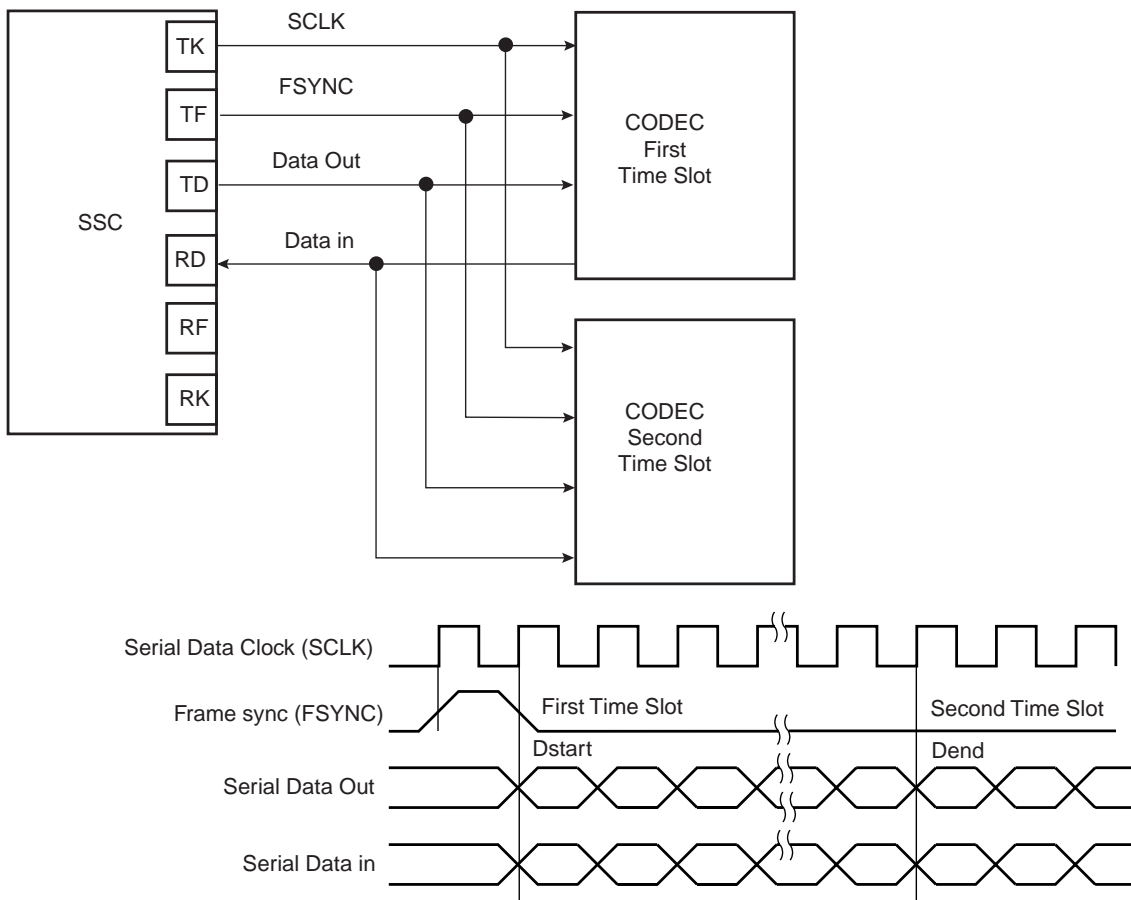 SSC
TK
TF
TD
RD
RF
RK
SCLK
FSYNC
Data Out
Data in
CODEC
First
Time Slot
CODEC
Second
Time Slot
Serial Data Clock (SCLK)
Frame sync (FSYNC)
First Time Slot
Second Time Slot
Dstart
Dend
Serial Data Out
Serial Data in